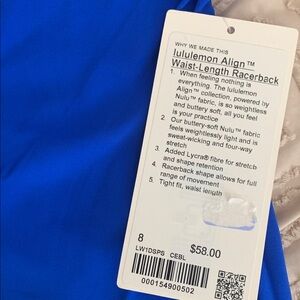 WHY WE MADE THIS
lululemon Align™
Waist-Length Racerback
1. When feeling nothing is
everything. The lululemon
Align™ collection, powered by
Nulu™ fabric, is so weightless
and buttery soft, all you feel
is your practice
2. Our buttery-soft Nulu™ fabric
feels weightlessly light and is
sweat-wicking and four-way
stretch
3. Added Lycra® fibre for stretch
and shape retention
4. Racerback shape allows for full
range of movement
5. Tight fit, waist length
8
$58.00
LW1DSPS CEBL
000154900502